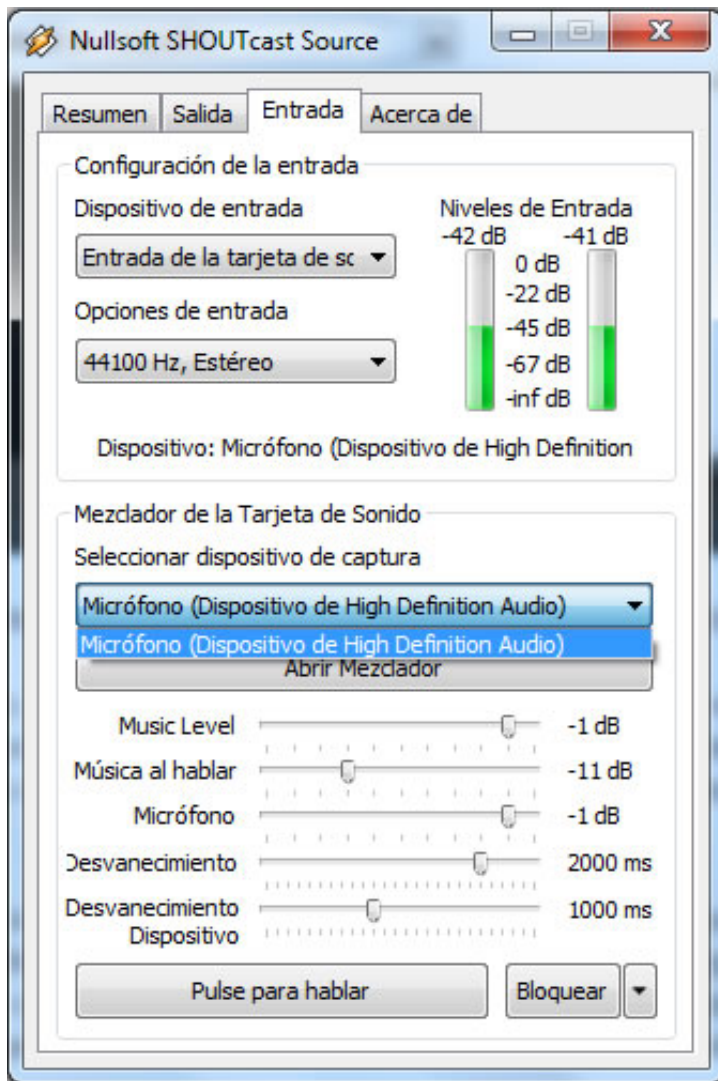 Nullsoft SHOUTcast Source
Resumen Salida Entrada Acerca de
Configuración de la entrada
Dispositivo de entrada
Entrada de la tarjeta de sc
Opciones de entrada
44100 Hz, Estéreo
Niveles de Entrada
-42 dB -41 dB
0 dB
-22 dB
-45 dB
-67 dB
-inf dB
Dispositivo: Micrófono (Dispositivo de High Definition
Mezclador de la Tarjeta de Sonido
Seleccionar dispositivo de captura
Micrófono (Dispositivo de High Definition Audio)
Micrófono (Dispositivo de High Definition Audio)
Abrir Mezclador
Music Level -1 dB
Música al hablar -11 dB
Micrófono -1 dB
Desvanecimiento 2000 ms
Desvanecimiento 1000 ms
Dispositivo
Pulse para hablar Bloquear